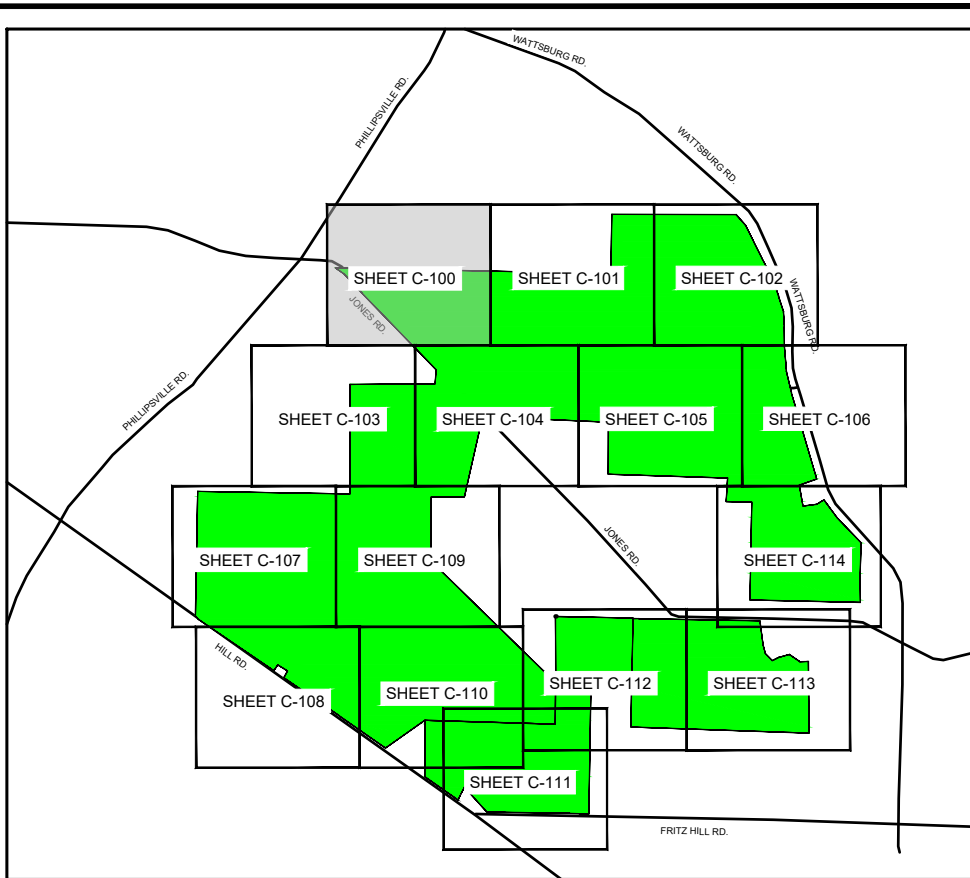 WATTSBURG RD.
PHILLIPSVILLE RD.
WATTSBURG RD.
SHEET C-100
SHEET C-101
SHEET C-102
JONES RD.
WATTSBURG RD.
PHILLIPSVILLE RD.
SHEET C-103
SHEET C-104
SHEET C-105
SHEET C-106
SHEET C-107
SHEET C-109
JONES RD.
SHEET C-114
HILL RD.
SHEET C-108
SHEET C-110
SHEET C-112
SHEET C-113
SHEET C-111
FRITZ HILL RD.